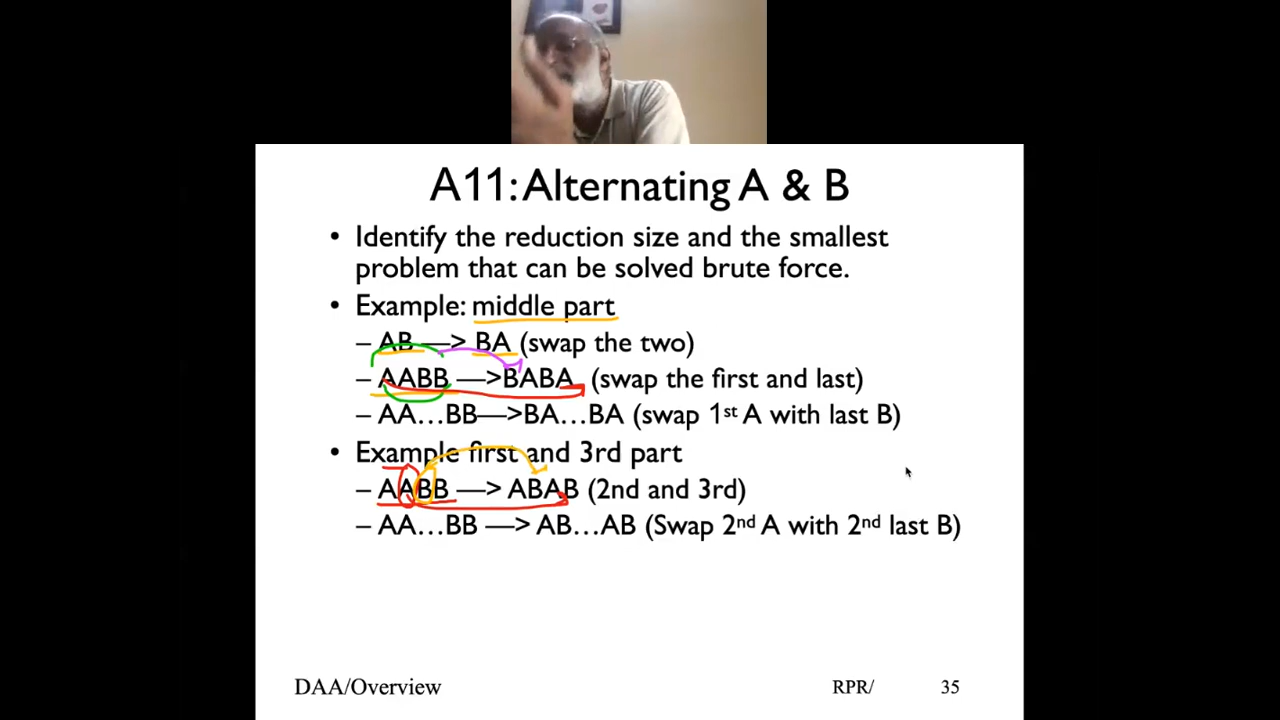 A11: Alternating A & B
• Identify the reduction size and the smallest
problem that can be solved brute force.
• Example: middle part
– AB —> BA (swap the two)
– AABB —>BABA (swap the first and last)
– AA…BB—>BA…BA (swap 1st A with last B)
• Example first and 3rd part
– AABB —> ABAB (2nd and 3rd)
– AA…BB —> AB…AB (Swap 2nd A with 2nd last B)
DAA/Overview RPR/ 35